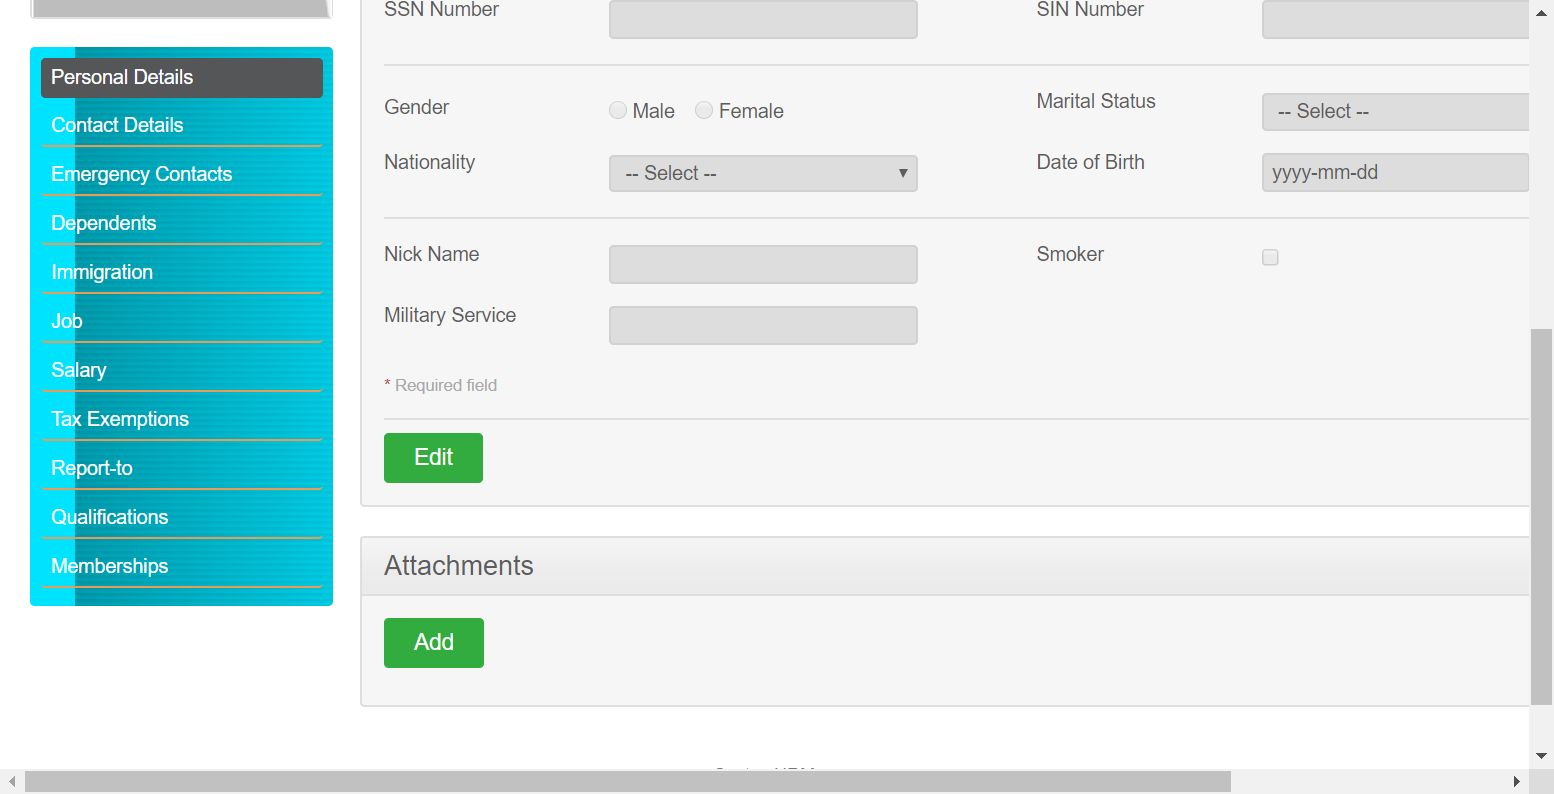 SSN Number
SIN Number
Personal Details
Contact Details
Emergency Contacts
Dependents
Immigration
Job
Salary
Tax Exemptions
Report-to
Qualifications
Memberships
Gender
Male
Female
Marital Status
-- Select --
Nationality
-- Select --
Date of Birth
yyyy-mm-dd
Nick Name
Smoker
Military Service
* Required field
Edit
Attachments
Add